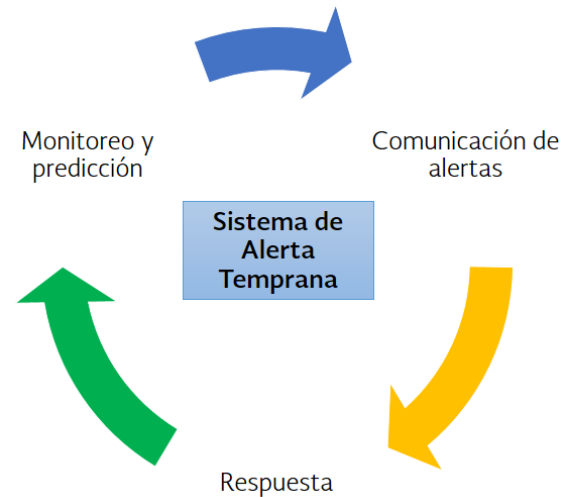 Monitoreo y
predicción
Comunicación de
alertas
Sistema de
Alerta
Temprana
Respuesta